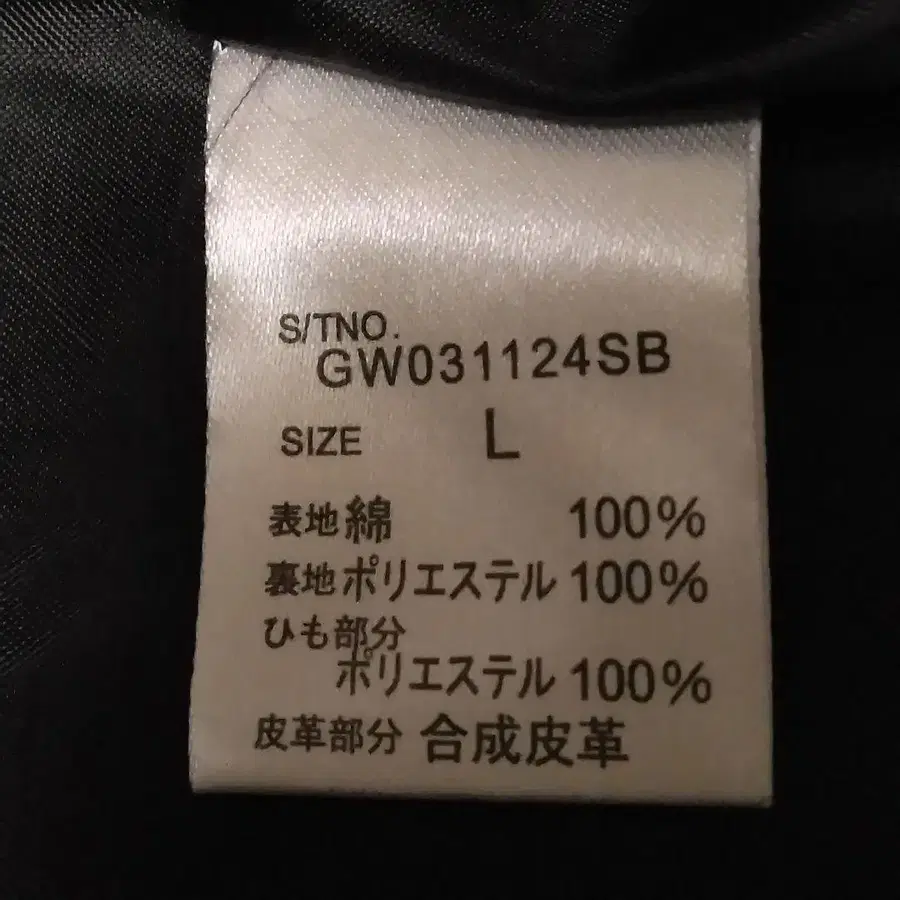 S/TNO.
GW031124SB
SIZE L
表地 綿 100%
裏地 ポリエステル 100%
ひも部分
ポリエステル 100%
皮革部分 合成皮革